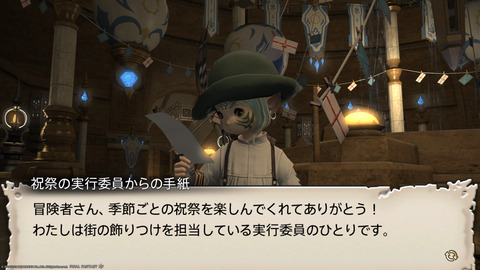 祝祭の実行委員からの手紙
冒険者さん、季節ごとの祝祭を楽しんでくれてありがとう！
わたしは街の飾りつけを担当している実行委員のひとりです。
FINAL FANTASY